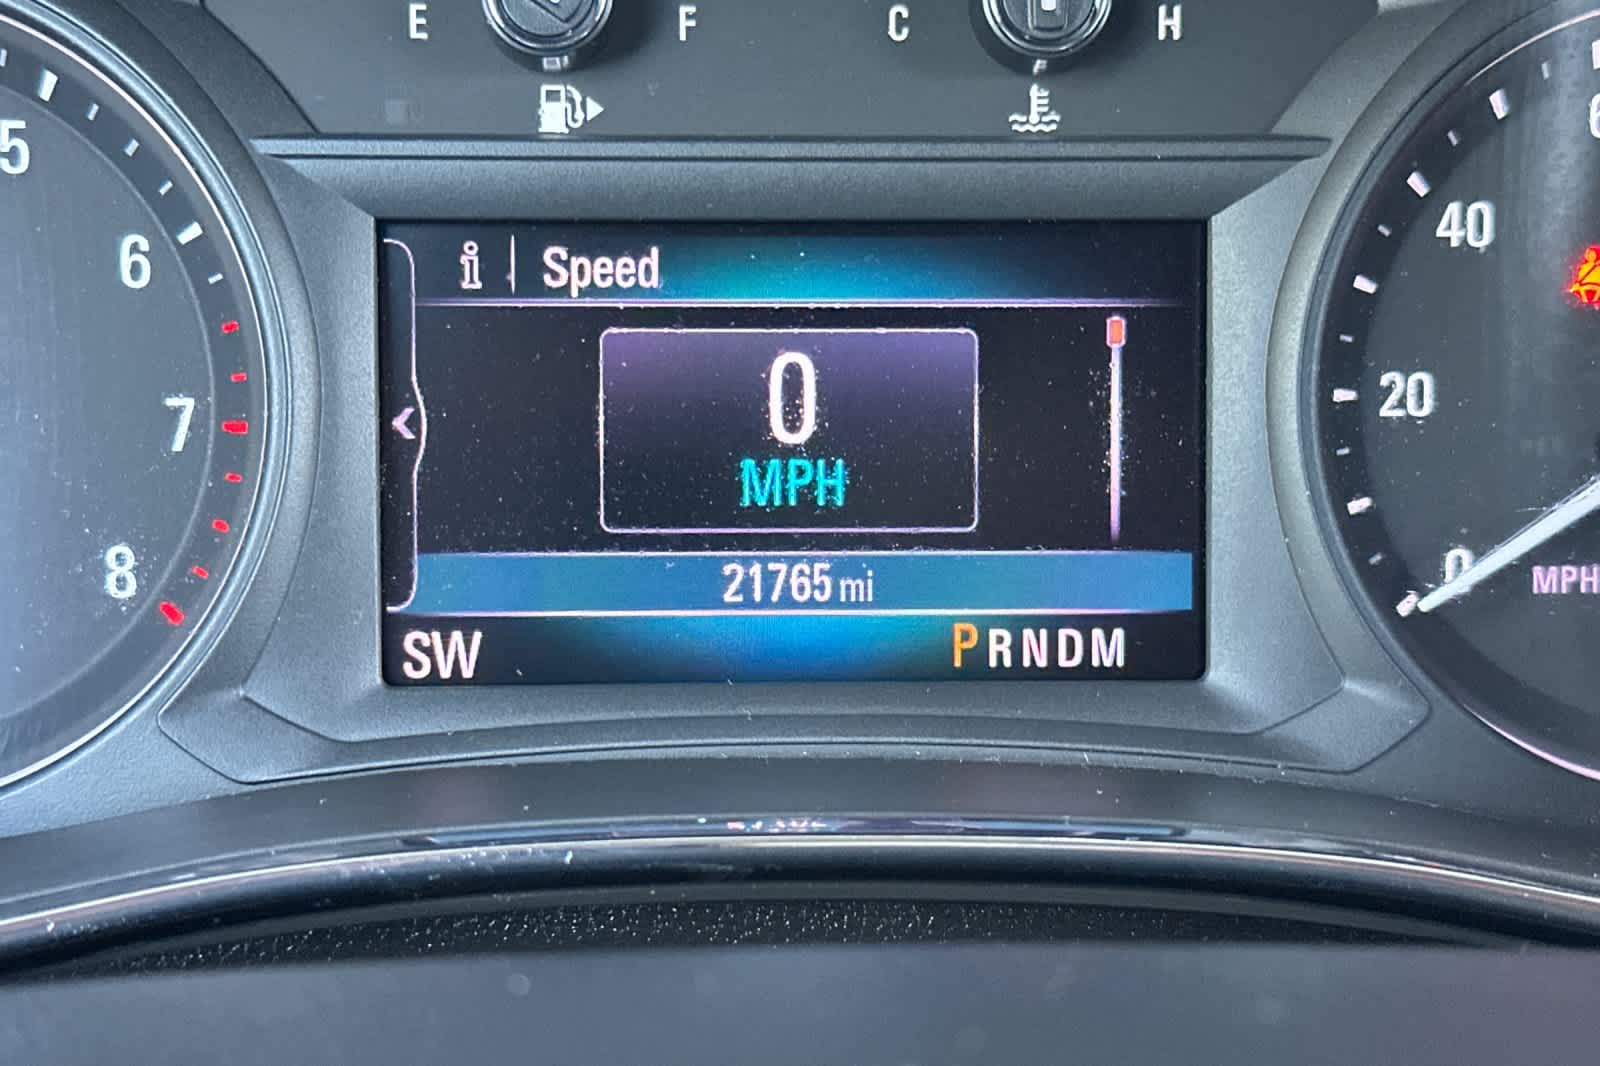 E F C H
5
6
7
8
i Speed
0
MPH
21765 mi
SW PRNDM
40
20
0
MPH